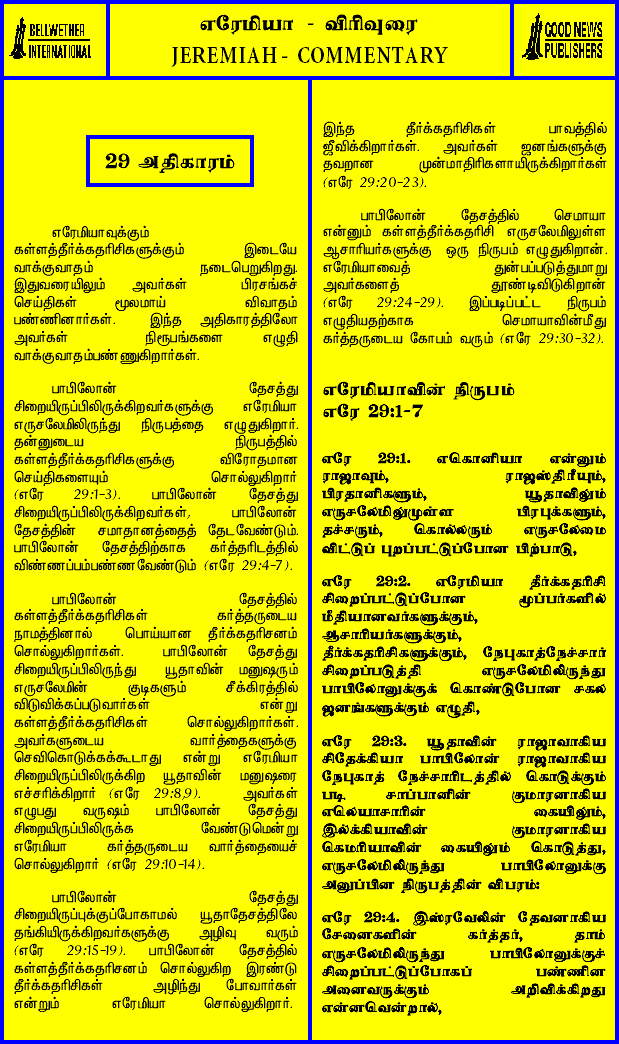 BELLWETHER
INTERNATIONAL
எரேமியா - விரிவுரை
JEREMIAH - COMMENTARY
GOOD NEWS
PUBLISHERS
29 அதிகாரம்
எரேமியாவுக்கும்
கள்ளத்தீர்க்கதரிசிகளுக்கும் இடையே
வாக்குவாதம் நடைபெறுகிறது.
இதுவரையிலும் அவர்கள் பிரசங்கச்
செய்திகள் மூலமாய் விவாதம்
பண்ணினார்கள். இந்த அதிகாரத்திலோ
அவர்கள் நிரூபங்களை எழுதி
வாக்குவாதம்பண்ணுகிறார்கள்.
பாபிலோன் தேசத்து
சிறையிருப்பிலிருக்கிறவர்களுக்கு எரேமியா
எருசலேமிலிருந்து நிருபத்தை எழுதுகிறார்.
தன்னுடைய நிருபத்தில்
கள்ளத்தீர்க்கதரிசிகளுக்கு விரோதமான
செய்திகளையும் சொல்லுகிறார்
(எரே 29:1-3). பாபிலோன் தேசத்து
சிறையிருப்பிலிருக்கிறவர்கள், பாபிலோன்
தேசத்தின் சமாதானத்தைத் தேடவேண்டும்.
பாபிலோன் தேசத்திற்காக கர்த்தரிடத்தில்
விண்ணப்பம்பண்ணவேண்டும் (எரே 29:4-7).
பாபிலோன் தேசத்தில்
கள்ளத்தீர்க்கதரிசிகள் கர்த்தருடைய
நாமத்தினால் பொய்யான தீர்க்கதரிசனம்
சொல்லுகிறார்கள். பாபிலோன் தேசத்து
சிறையிருப்பிலிருந்து யூதாவின் மனுஷரும்
எருசலேமின் குடிகளும் சீக்கிரத்தில்
விடுவிக்கப்படுவார்கள் என்று
கள்ளத்தீர்க்கதரிசிகள் சொல்லுகிறார்கள்.
அவர்களுடைய வார்த்தைகளுக்கு
செவிகொடுக்கக்கூடாது என்று எரேமியா
சிறையிருப்பிலிருக்கிற யூதாவின் மனுஷரை
எச்சரிக்கிறார் (எரே 29:8,9). அவர்கள்
எழுபது வருஷம் பாபிலோன் தேசத்து
சிறையிருப்பிலிருக்க வேண்டுமென்று
எரேமியா கர்த்தருடைய வார்த்தையைச்
சொல்லுகிறார் (எரே 29:10-14).
பாபிலோன் தேசத்து
சிறையிருப்புக்குப்போகாமல் யூதாதேசத்திலே
தங்கியிருக்கிறவர்களுக்கு அழிவு வரும்
(எரே 29:15-19). பாபிலோன் தேசத்தில்
கள்ளத்தீர்க்கதரிசனம் சொல்லுகிற இரண்டு
தீர்க்கதரிசிகள் அழிந்து போவார்கள்
என்றும் எரேமியா சொல்லுகிறார்.
இந்த தீர்க்கதரிசிகள் பாவத்தில்
ஜீவிக்கிறார்கள். அவர்கள் ஜனங்களுக்கு
தவறான முன்மாதிரிகளாயிருக்கிறார்கள்
(எரே 29:20-23).
பாபிலோன் தேசத்தில் செமாயா
என்னும் கள்ளத்தீர்க்கதரிசி எருசலேமிலுள்ள
ஆசாரியர்களுக்கு ஒரு நிருபம் எழுதுகிறான்.
எரேமியாவைத் துன்பப்படுத்துமாறு
அவர்களைத் தூண்டிவிடுகிறான்
(எரே 29:24-29). இப்படிப்பட்ட நிருபம்
எழுதியதற்காக செமாயாவின்மீது
கர்த்தருடைய கோபம் வரும் (எரே 29:30-32).
எரேமியாவின் நிருபம்
எரே 29:1-7
எரே 29:1. எகொனியா என்னும்
ராஜாவும், ராஜஸ்திரீயும்,
பிரதானிகளும், யூதாவிலும்
எருசலேமிலுமுள்ள பிரபுக்களும்,
தச்சரும், கொல்லரும் எருசலேமை
விட்டுப் புறப்பட்டுப்போன பிற்பாடு,
எரே 29:2. எரேமியா தீர்க்கதரிசி
சிறைப்பட்டுப்போன மூப்பர்களில்
மீதியானவர்களுக்கும்,
ஆசாரியர்களுக்கும்,
தீர்க்கதரிசிகளுக்கும், நேபுகாத்நேச்சார்
சிறைப்படுத்தி எருசலேமிலிருந்து
பாபிலோனுக்குக் கொண்டுபோன சகல
ஜனங்களுக்கும் எழுதி,
எரே 29:3. யூதாவின் ராஜாவாகிய
சிதேக்கியா பாபிலோன் ராஜாவாகிய
நேபுகாத் நேச்சாரிடத்தில் கொடுக்கும்
படி சாப்பானின் குமாரனாகிய
எலெயாசாரின் கையிலும்,
இல்க்கியாவின் குமாரனாகிய
கெமரியாவின் கையிலும் கொடுத்து,
எருசலேமிலிருந்து பாபிலோனுக்கு
அனுப்பின நிருபத்தின் விபரம்:
எரே 29:4. இஸ்ரவேலின் தேவனாகிய
சேனைகளின் கர்த்தர், தாம்
எருசலேமிலிருந்து பாபிலோனுக்குச்
சிறைப்பட்டுப்போகப் பண்ணின
அனைவருக்கும் அறிவிக்கிறது
என்னவென்றால்,